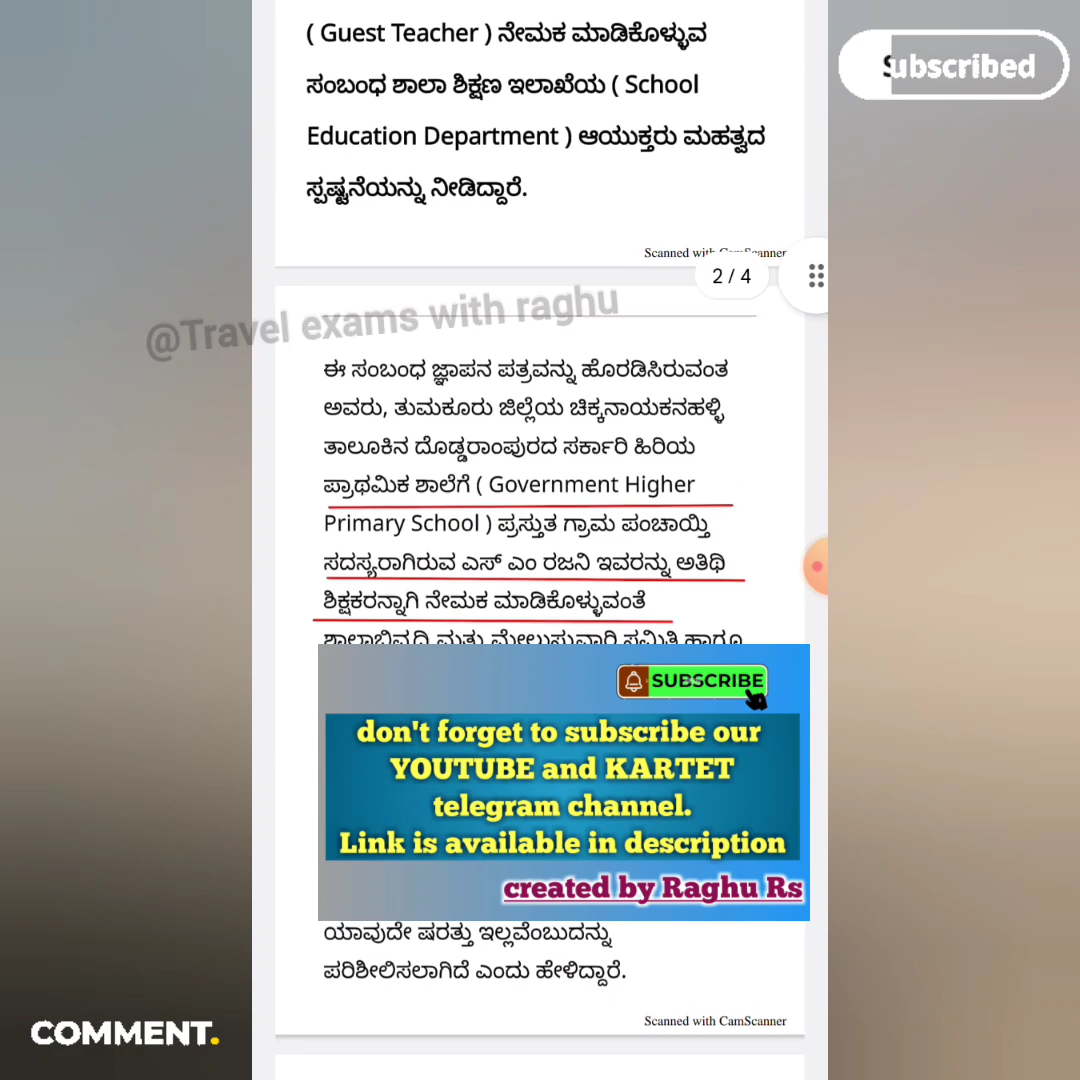 ( Guest Teacher ) ನೇಮಕ ಮಾಡಿಕೊಳ್ಳುವ
ಸಂಬಂಧ ಶಾಲಾ ಶಿಕ್ಷಣ ಇಲಾಖೆಯ ( School
Education Department ) ಆಯುಕ್ತರು ಮಹತ್ವದ
ಸ್ಪಷ್ಟನೆಯನ್ನು ನೀಡಿದ್ದಾರೆ.
Subscribed
Scanned with CamScanner
2 / 4
@Travel exams with raghu
ಈ ಸಂಬಂಧ ಜ್ಞಾಪನ ಪತ್ರವನ್ನು ಹೊರಡಿಸಿರುವಂತ
ಅವರು, ತುಮಕೂರು ಜಿಲ್ಲೆಯ ಚಿಕ್ಕನಾಯಕನಹಳ್ಳಿ
ತಾಲೂಕಿನ ದೊಡ್ಡರಾಂಪುರದ ಸರ್ಕಾರಿ ಹಿರಿಯ
ಪ್ರಾಥಮಿಕ ಶಾಲೆಗೆ ( Government Higher
Primary School ) ಪ್ರಸ್ತುತ ಗ್ರಾಮ ಪಂಚಾಯ್ತಿ
ಸದಸ್ಯರಾಗಿರುವ ಎಸ್ ಎಂ ರಜನಿ ಇವರನ್ನು ಅತಿಥಿ
ಶಿಕ್ಷಕರನ್ನಾಗಿ ನೇಮಕ ಮಾಡಿಕೊಳ್ಳುವಂತೆ
SUBSCRIBE
don't forget to subscribe our
YOUTUBE and KARTET
telegram channel.
Link is available in description
created by Raghu Rs
ಯಾವುದೇ ಷರತ್ತು ಇಲ್ಲವೆಂಬುದನ್ನು
ಪರಿಶೀಲಿಸಲಾಗಿದೆ ಎಂದು ಹೇಳಿದ್ದಾರೆ.
Scanned with CamScanner
COMMENT.